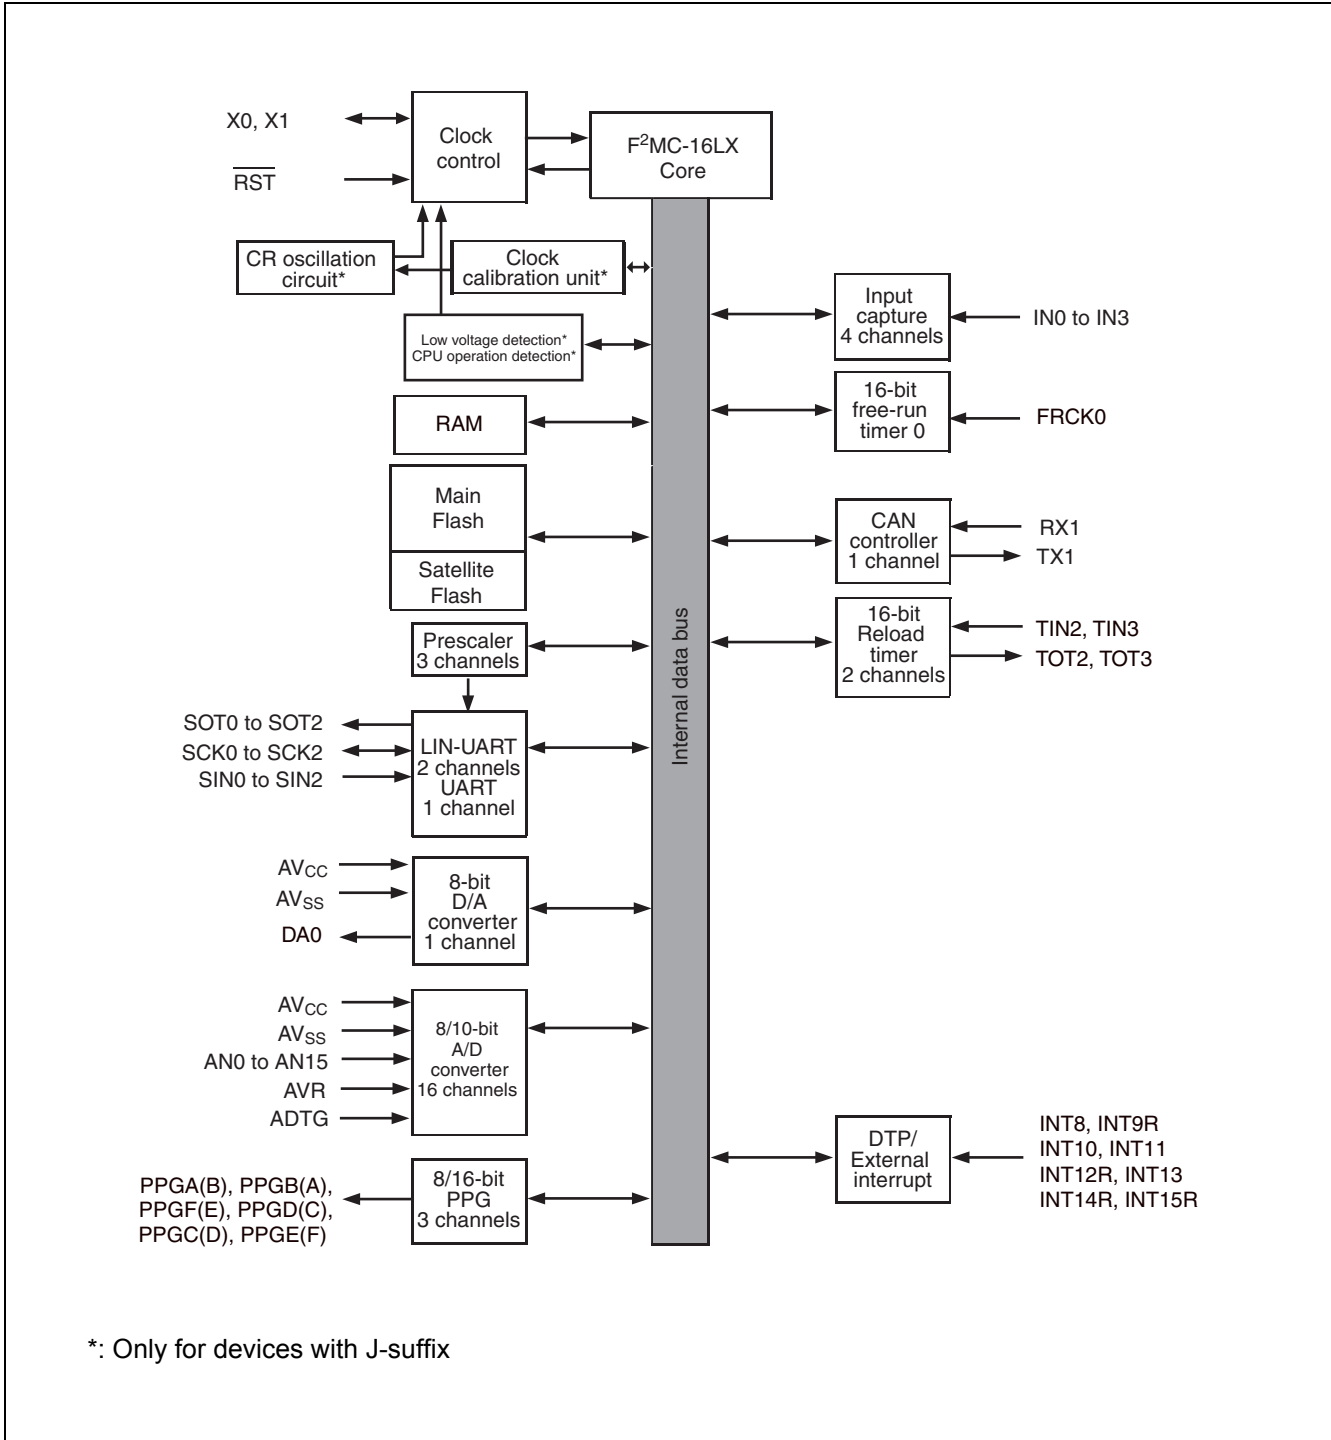 X0, X1
RST
Clock
control
F²MC-16LX
Core
CR oscillation
circuit*
Clock
calibration unit*
Low voltage detection*
CPU operation detection*
RAM
Main
Flash
Satellite
Flash
Prescaler
3 channels
SOT0 to SOT2
SCK0 to SCK2
SIN0 to SIN2
LIN-UART
2 channels
UART
1 channel
AVCC
AVSS
DA0
8-bit
D/A
converter
1 channel
AVCC
AVSS
AN0 to AN15
AVR
ADTG
8/10-bit
A/D
converter
16 channels
PPGA(B), PPGB(A),
PPGF(E), PPGD(C),
PPGC(D), PPGE(F)
8/16-bit
PPG
3 channels
Internal data bus
Input
capture
4 channels
IN0 to IN3
16-bit
free-run
timer 0
FRCK0
CAN
controller
1 channel
RX1
TX1
16-bit
Reload
timer
2 channels
TIN2, TIN3
TOT2, TOT3
DTP/
External
interrupt
INT8, INT9R
INT10, INT11
INT12R, INT13
INT14R, INT15R
*: Only for devices with J-suffix